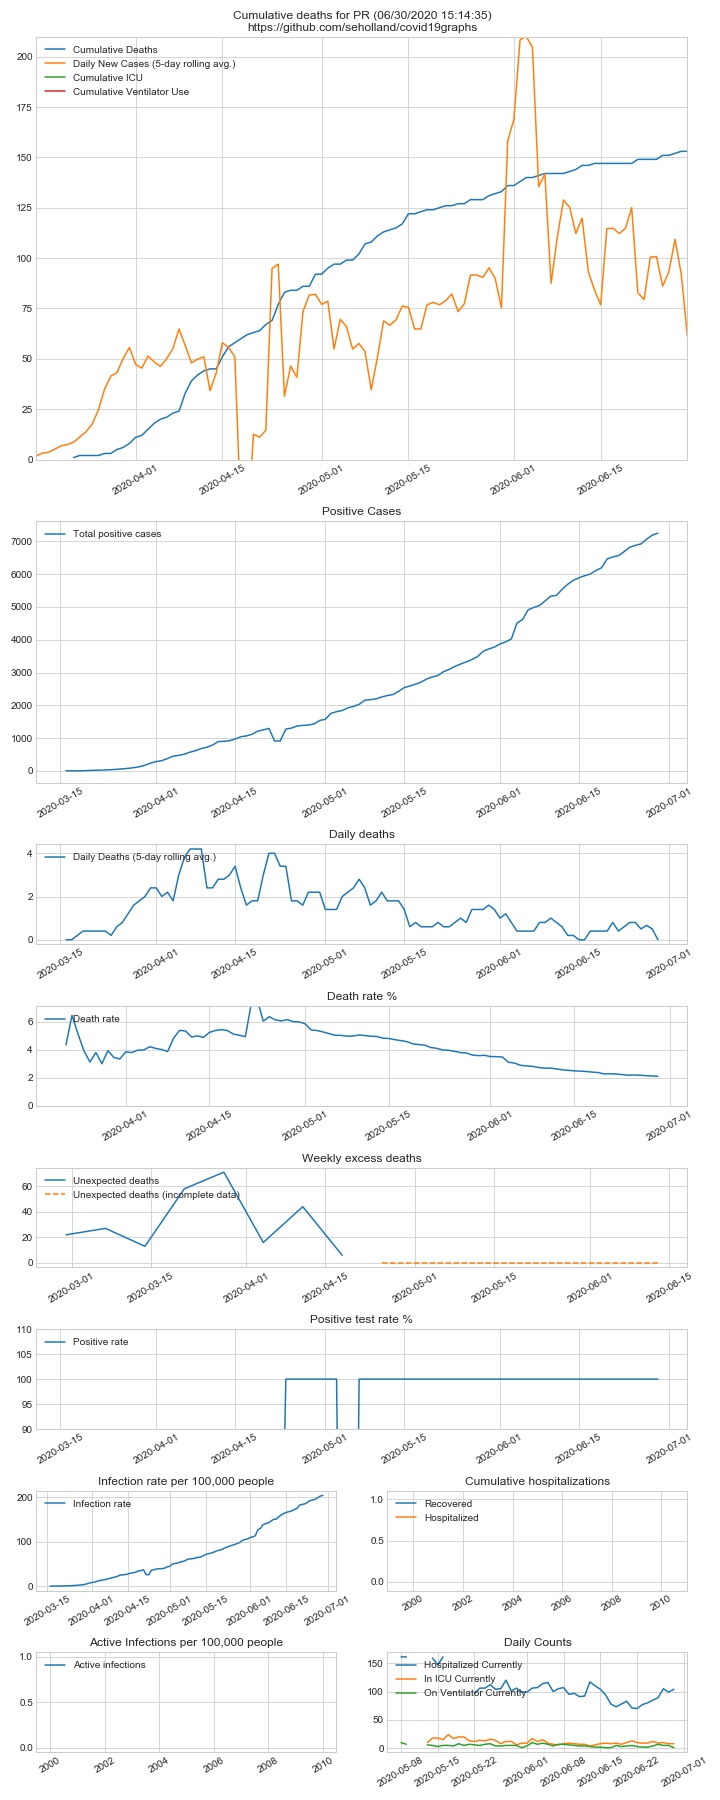 Cumulative deaths for PR (06/30/2020 15:14:35)
https://github.com/seholland/covid19graphs
Cumulative Deaths
Daily New Cases (5-day rolling avg.)
Cumulative ICU
Cumulative Ventilator Use
200
175
150
125
100
75
50
25
0
2020-04-01 2020-04-15 2020-05-01 2020-05-15 2020-06-01 2020-06-15
Positive Cases
Total positive cases
7000
6000
5000
4000
3000
2000
1000
0
2020-03-15 2020-04-01 2020-04-15 2020-05-01 2020-05-15 2020-06-01 2020-06-15 2020-07-01
Daily deaths
Daily Deaths (5-day rolling avg.)
4
2
0
2020-03-15 2020-04-01 2020-04-15 2020-05-01 2020-05-15 2020-06-01 2020-06-15 2020-07-01
Death rate %
Death rate
6
4
2
0
2020-04-01 2020-04-15 2020-05-01 2020-05-15 2020-06-01 2020-06-15 2020-07-01
Weekly excess deaths
Unexpected deaths
Unexpected deaths (incomplete data)
60
40
20
0
2020-03-01 2020-03-15 2020-04-01 2020-04-15 2020-05-01 2020-05-15 2020-06-01 2020-06-15
Positive test rate %
110
Positive rate
105
100
95
90
2020-03-15 2020-04-01 2020-04-15 2020-05-01 2020-05-15 2020-06-01 2020-06-15 2020-07-01
Infection rate per 100,000 people
Infection rate
200
100
0
2020-03-15 2020-04-01 2020-04-15 2020-05-01 2020-05-15 2020-06-01 2020-06-15 2020-07-01
Cumulative hospitalizations
1.0
Recovered
Hospitalized
0.5
0.0
2000 2002 2004 2006 2008 2010
Active Infections per 100,000 people
1.0
Active infections
0.5
0.0
2000 2002 2004 2006 2008 2010
Daily Counts
150
Hospitalized Currently
In ICU Currently
On Ventilator Currently
100
50
0
2020-05-08 2020-05-15 2020-05-22 2020-06-01 2020-06-08 2020-06-15 2020-06-22 2020-07-01